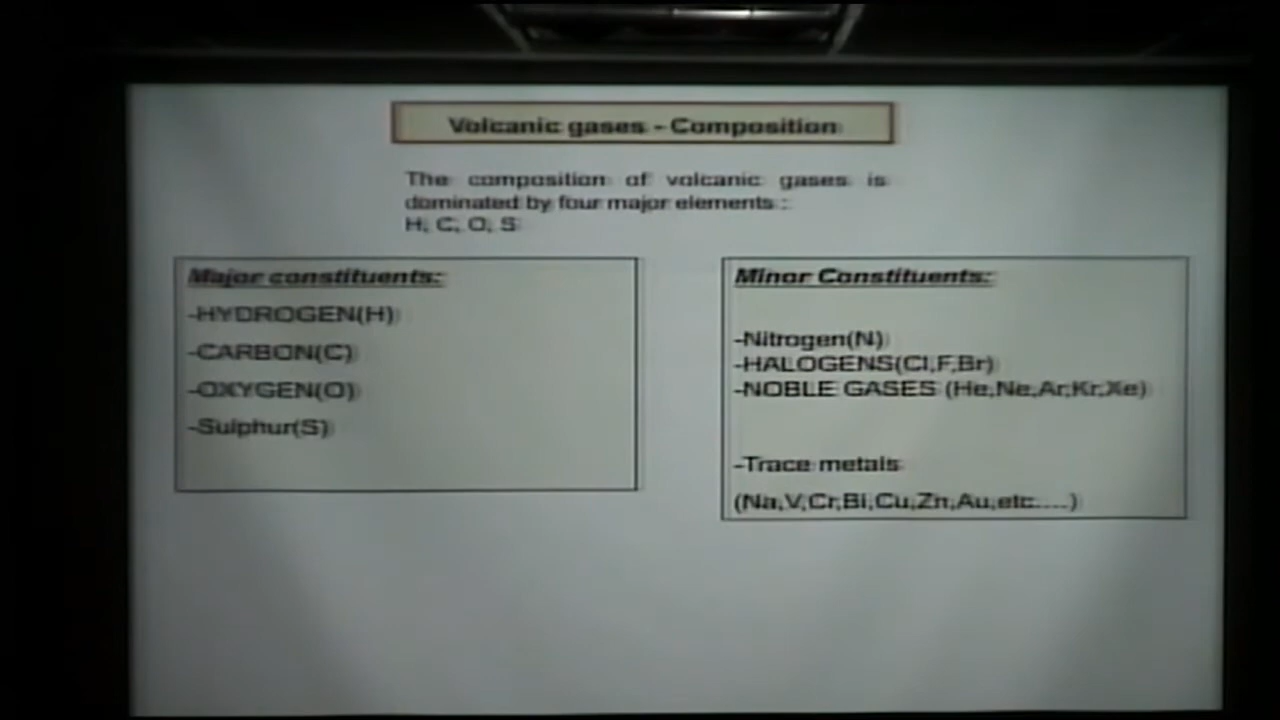 Volcanic gases - Composition
The composition of volcanic gases is
dominated by four major elements :
H, C, O, S
Major constituents:
-HYDROGEN(H)
-CARBON(C)
-OXYGEN(O)
-Sulphur(S)
Minor Constituents:
-Nitrogen(N)
-HALOGENS(Cl,F,Br)
-NOBLE GASES (He,Ne,Ar,Kr,Xe)
-Trace metals
(Na,V,Cr,Bi,Cu,Zn,Au,etc....)